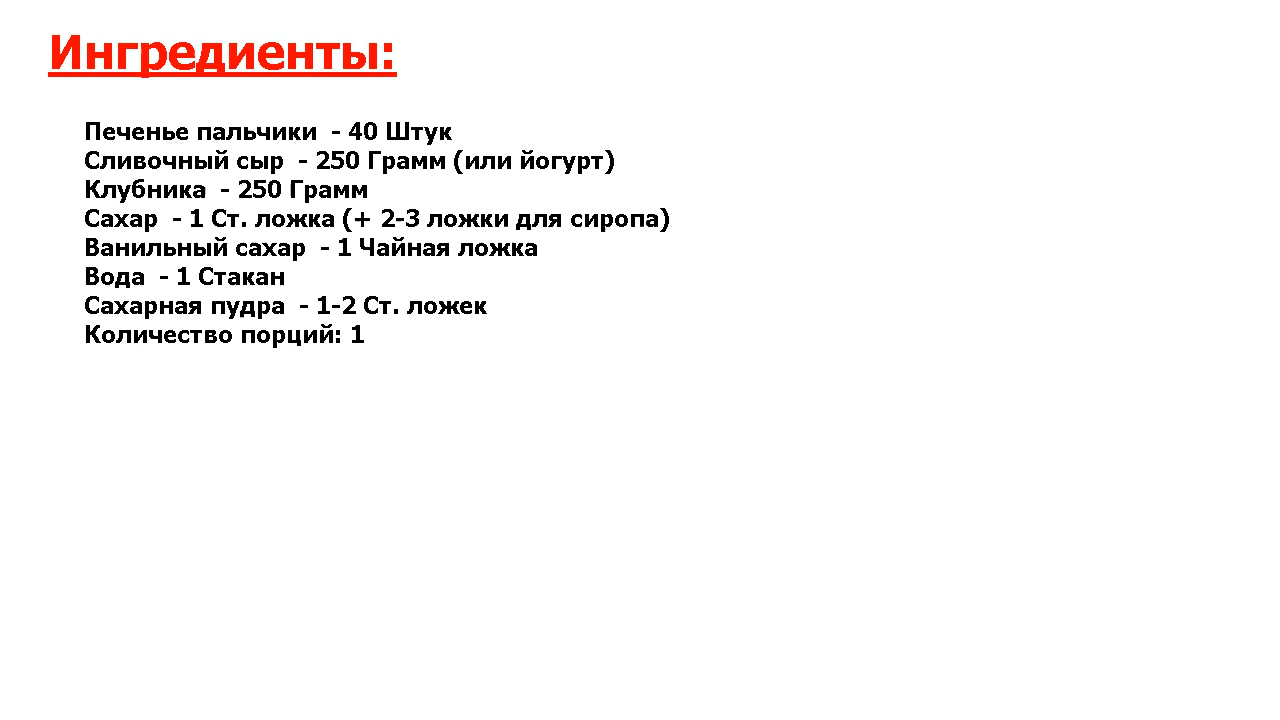 Ингредиенты:
Печенье пальчики  - 40 Штук
Сливочный сыр  - 250 Грамм (или йогурт)
Клубника  - 250 Грамм
Сахар  - 1 Ст. ложка (+ 2-3 ложки для сиропа)
Ванильный сахар  - 1 Чайная ложка
Вода  - 1 Стакан
Сахарная пудра  - 1-2 Ст. ложек
Количество порций: 1